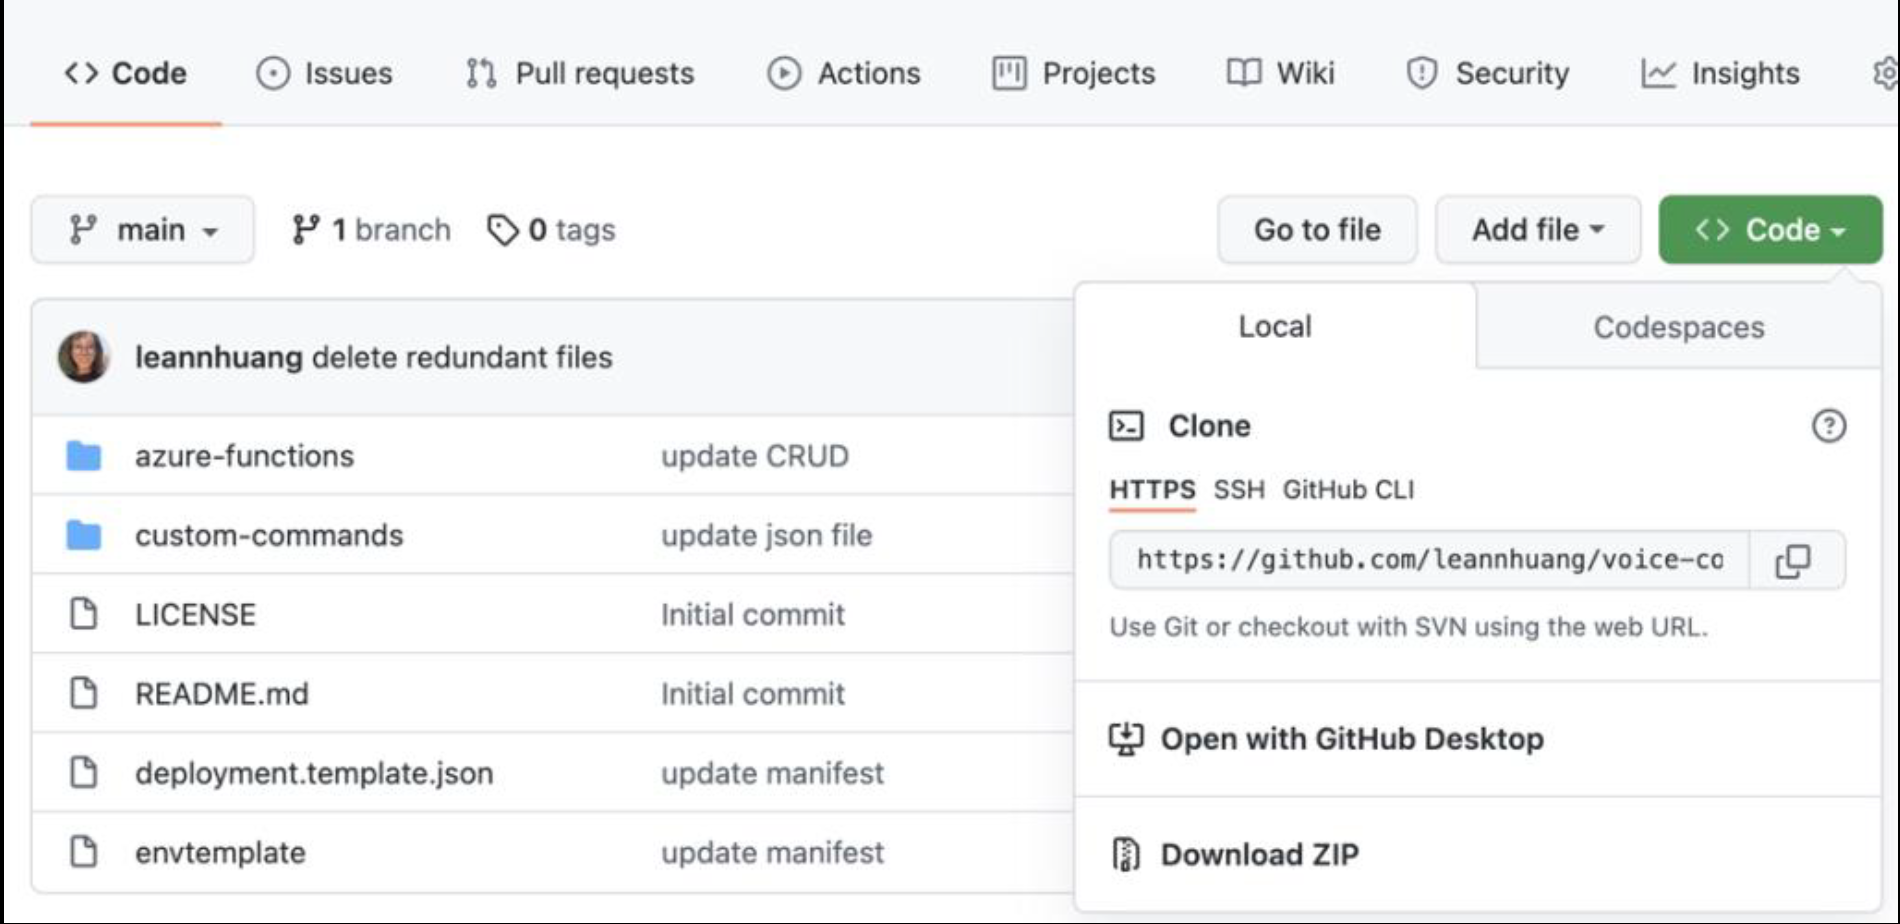 Code Issues Pull requests Actions Projects Wiki Security Insights
main 1 branch 0 tags Go to file Add file Code
leannhuang delete redundant files
azure-functions update CRUD
custom-commands update json file
LICENSE Initial commit
README.md Initial commit
deployment.template.json update manifest
envtemplate update manifest
Local Codespaces
Clone
HTTPS SSH GitHub CLI
https://github.com/leannhuang/voice-co
Use Git or checkout with SVN using the web URL.
Open with GitHub Desktop
Download ZIP